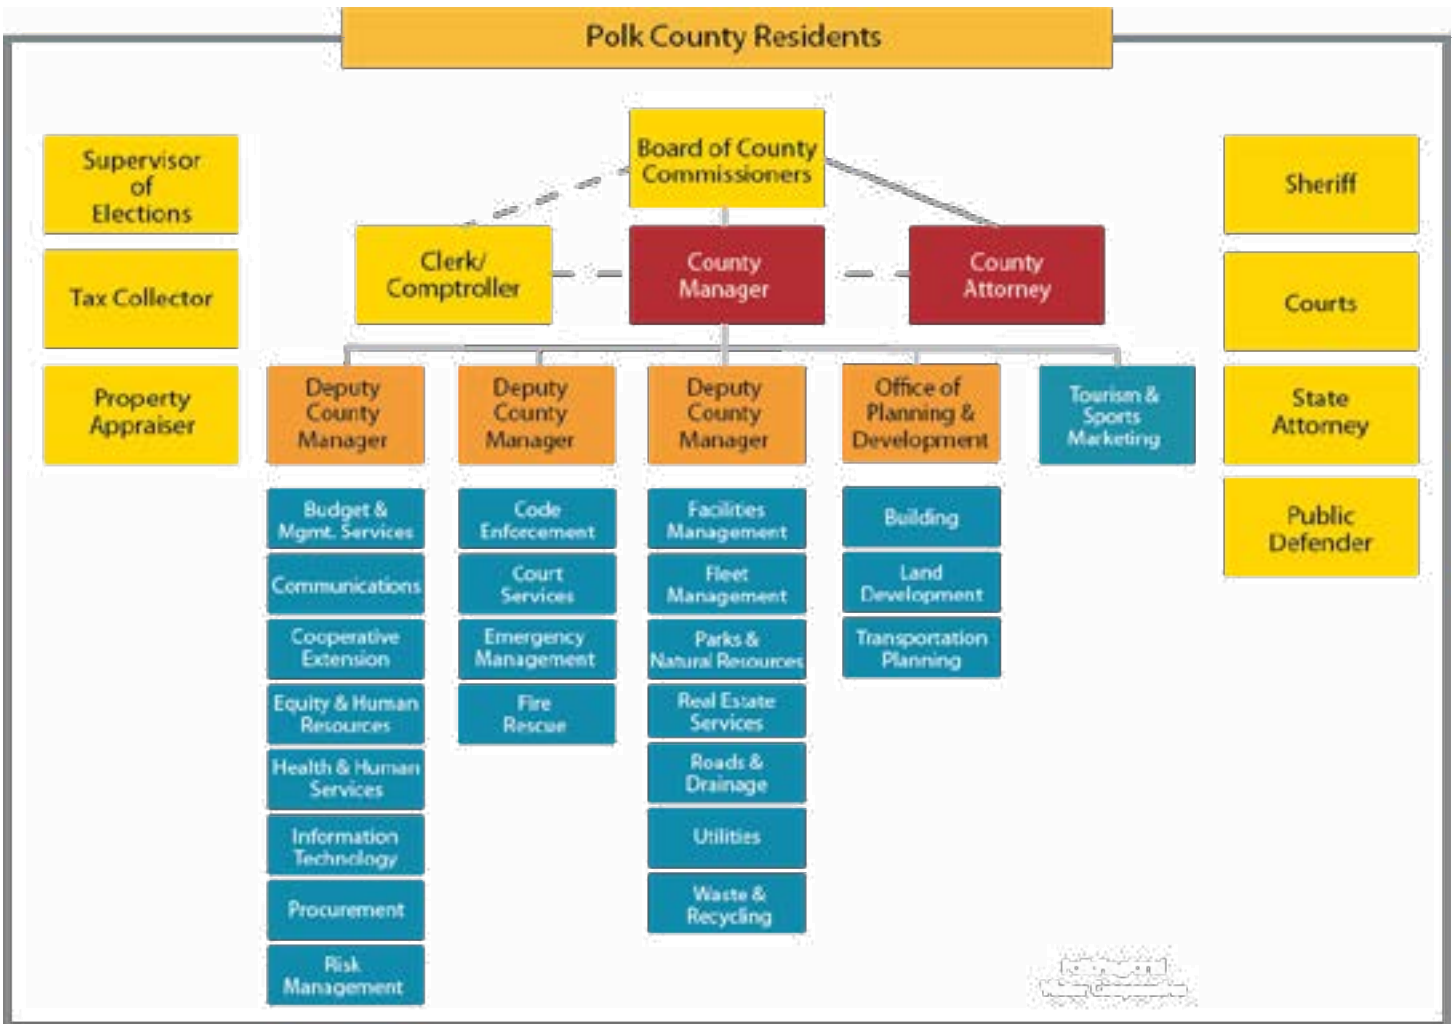 Polk County Residents
Supervisor
of
Elections
Tax Collector
Property
Appraiser
Board of County
Commissioners
Clerk/
Comptroller
County
Manager
County
Attorney
Sheriff
Courts
State
Attorney
Public
Defender
Deputy
County
Manager
Budget &
Mgmt. Services
Communications
Cooperative
Extension
Equity & Human
Resources
Health & Human
Services
Information
Technology
Procurement
Risk
Management
Deputy
County
Manager
Code
Enforcement
Court
Services
Emergency
Management
Fire
Rescue
Deputy
County
Manager
Facilities
Management
Fleet
Management
Parks &
Natural Resources
Real Estate
Services
Roads &
Drainage
Utilities
Waste &
Recycling
Office of
Planning &
Development
Building
Land
Development
Transportation
Planning
Tourism &
Sports
Marketing